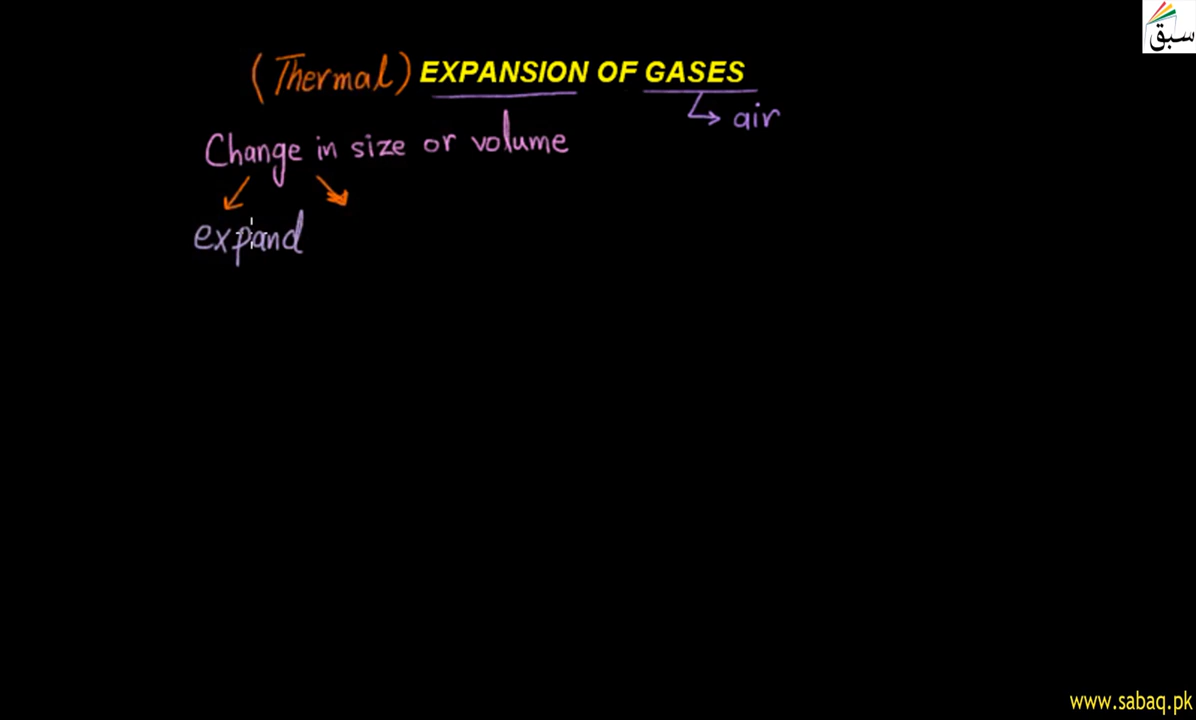 سبق
(Thermal) EXPANSION OF GASES
air
Change in size or volume
expand
www.sabaq.pk